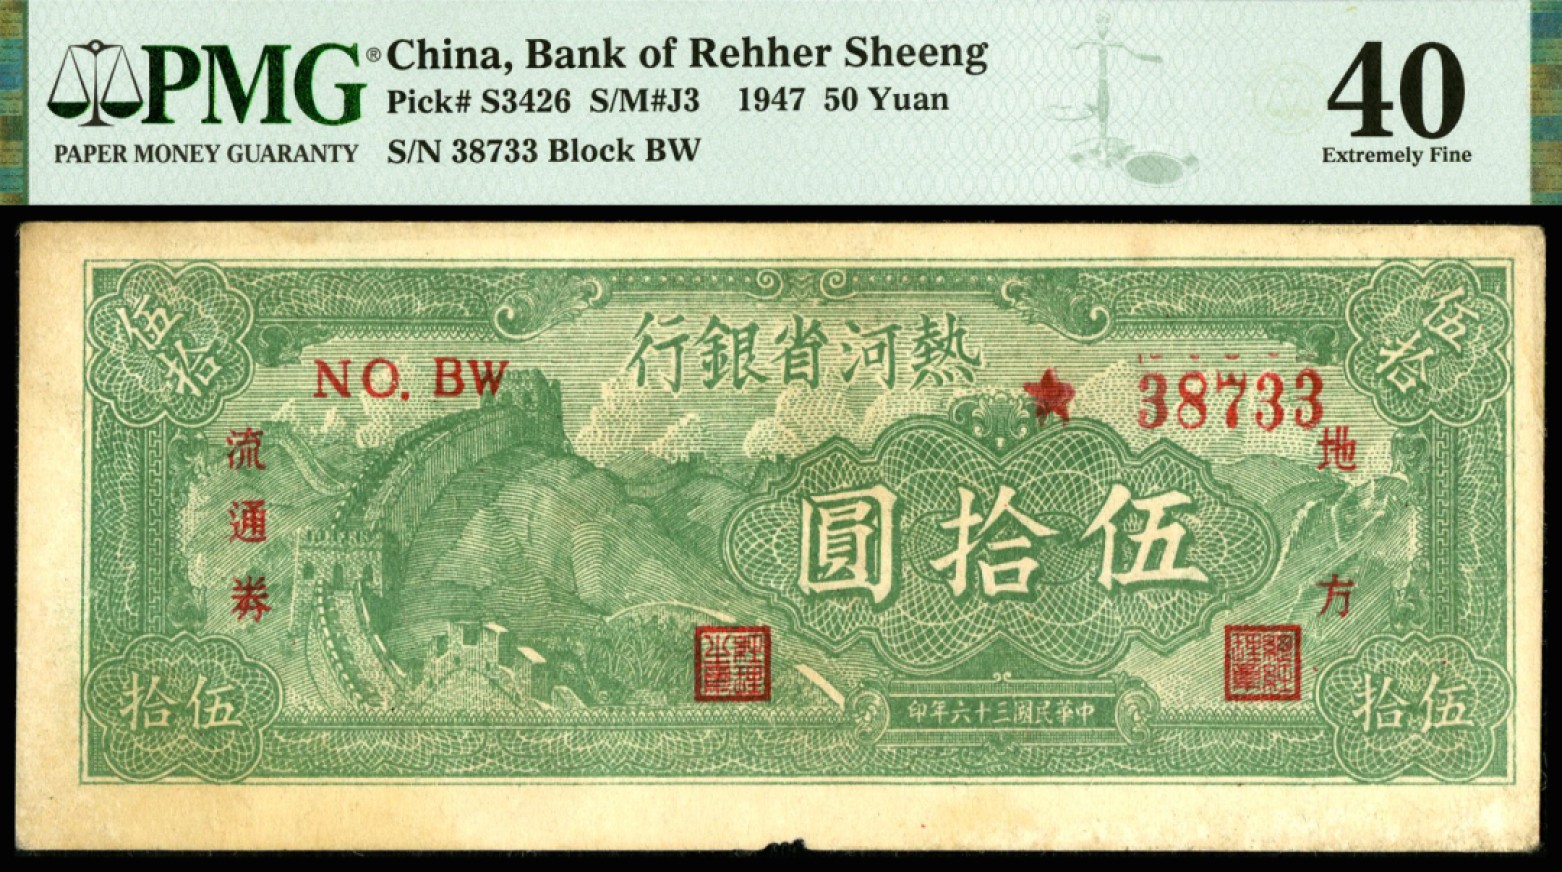 PMG®
PAPER MONEY GUARANTY
China, Bank of Rehher Sheeng
Pick# S3426 S/M#J3 1947 50 Yuan
S/N 38733 Block BW
40
Extremely Fine
伍拾
伍拾
行銀省河熱
NO. BW
38733
流通券
地方
圓拾伍
拾伍
拾伍
印年六十三國民華中